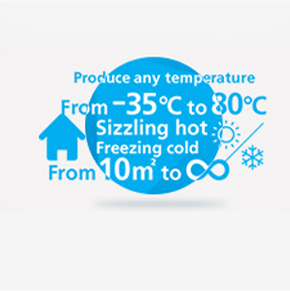 Produce any temperature
From -35℃ to 80℃
Sizzling hot
Freezing cold
From 10㎡ to ∞